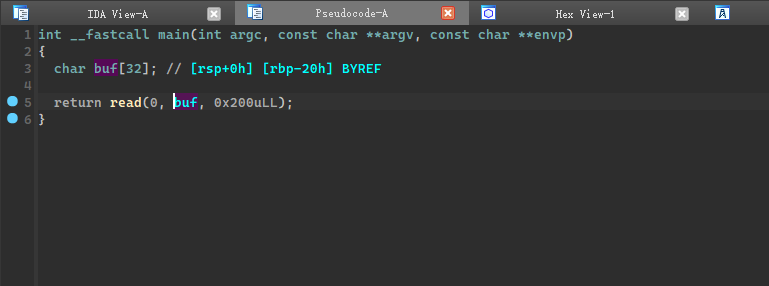 IDA View-A Pseudocode-A Hex View-1
1 int __fastcall main(int argc, const char **argv, const char **envp)
2 {
3   char buf[32]; // [rsp+0h] [rbp-20h] BYREF
4
5   return read(0, buf, 0x200uLL);
6 }